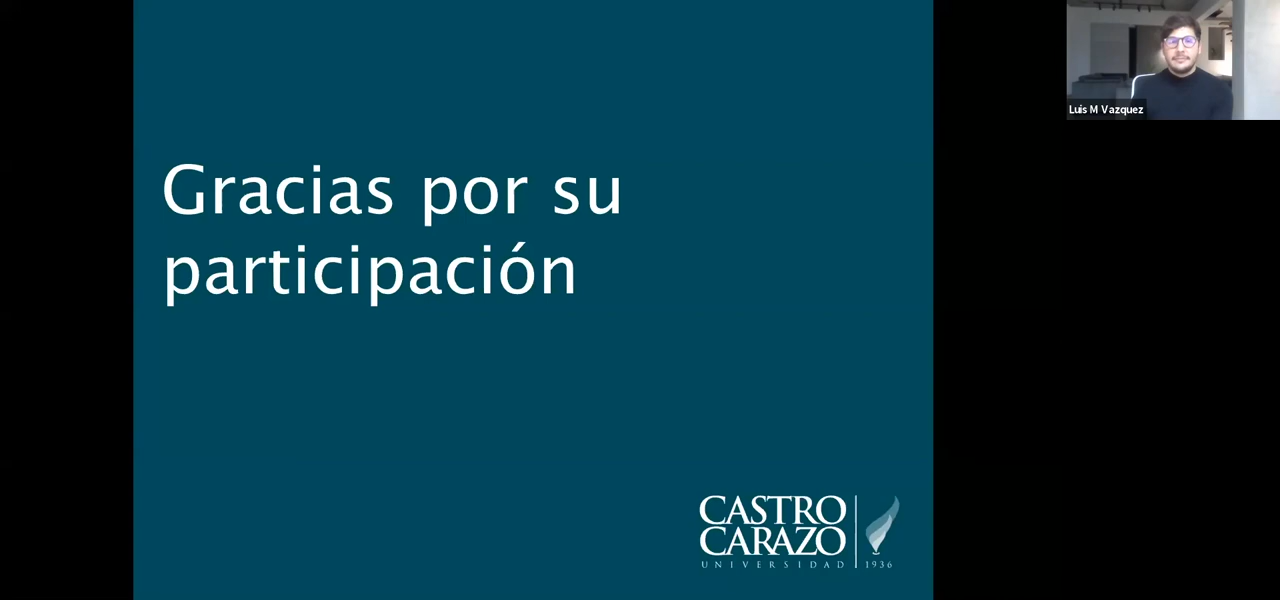 Gracias por su
participación
CASTRO
CARAZO
UNIVERSIDAD 1936
Luis M Vazquez